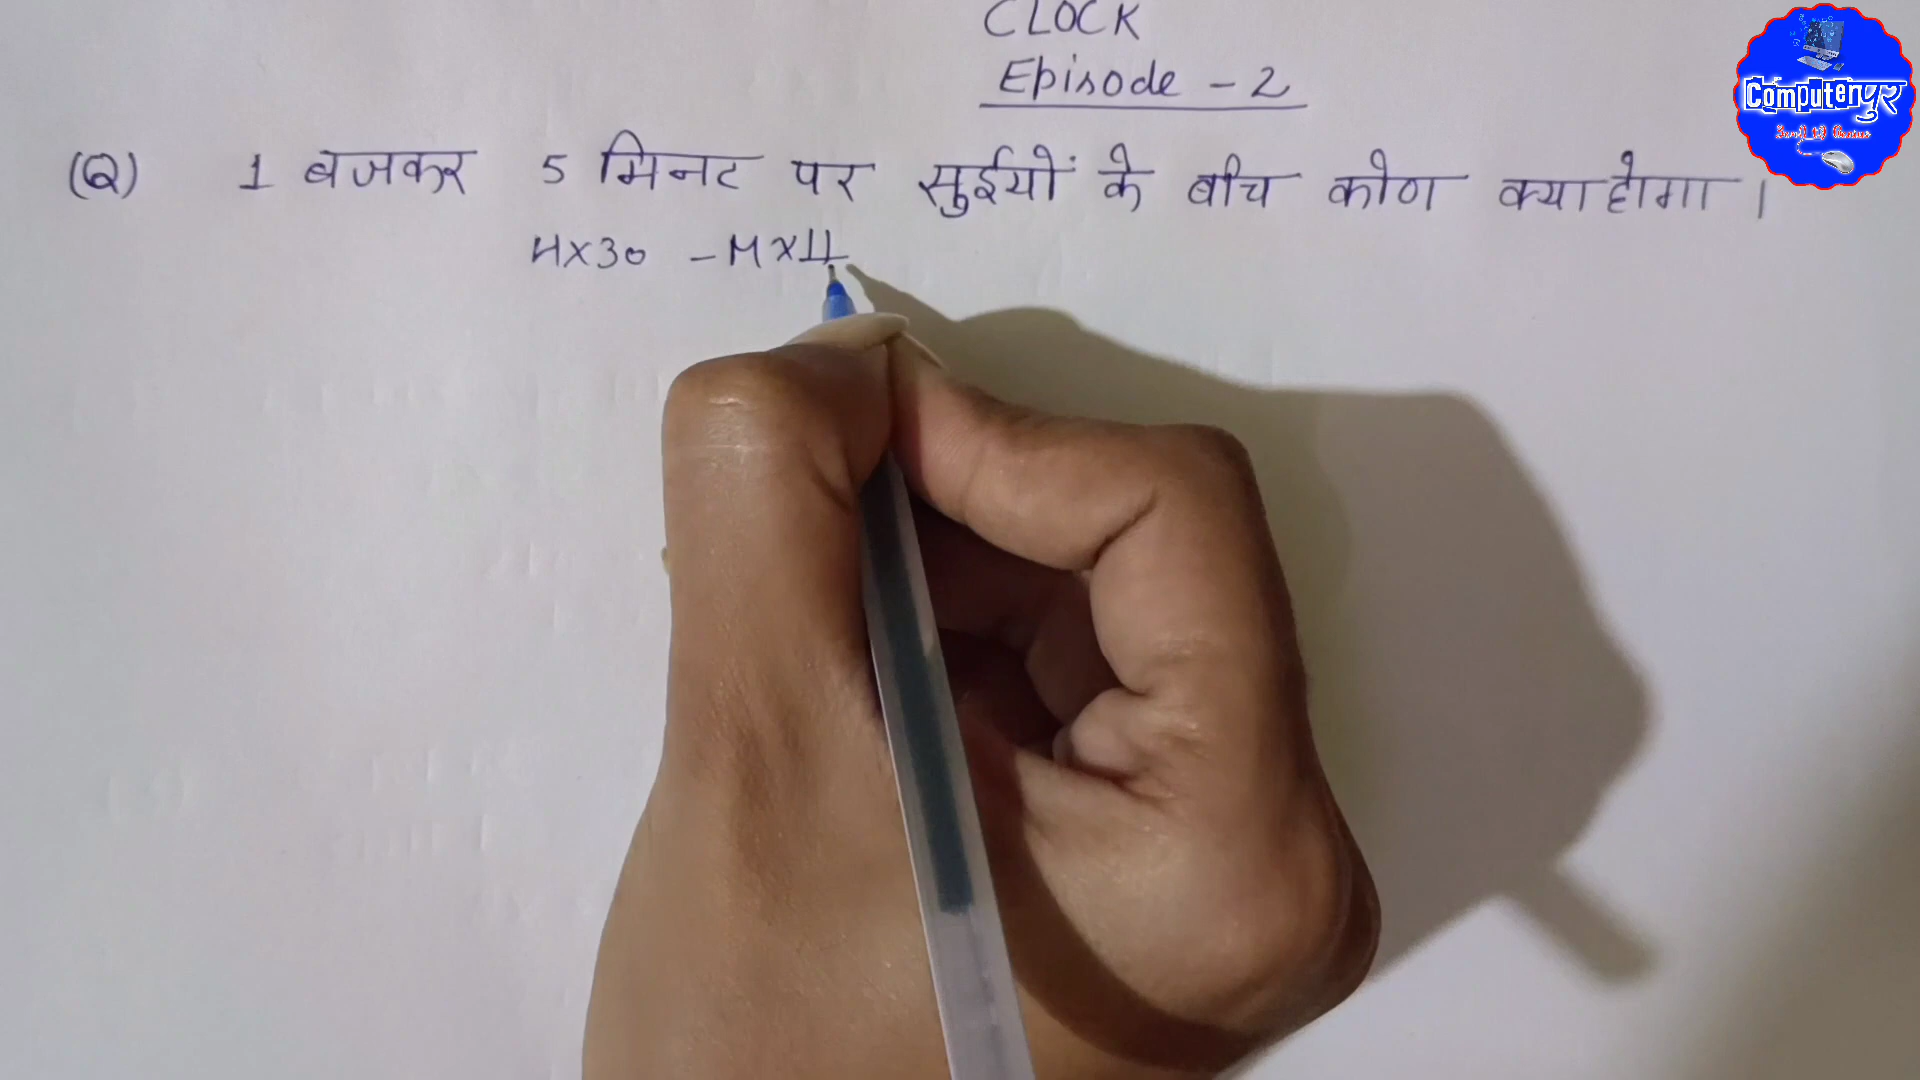 CLOCK
Episode - 2
(Q) 1 बजकर 5 मिनट पर सुईयों के बीच कोण क्या होगा ।
H×30 - M×11
Computerपुर